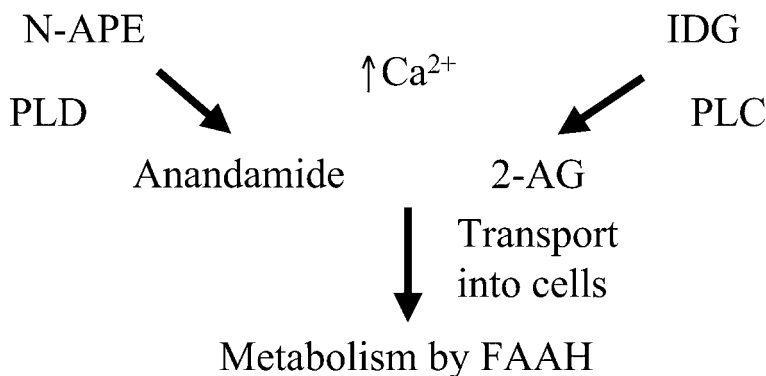 N-APE
IDG
↑Ca²⁺
PLD
PLC
Anandamide
2-AG
Transport
into cells
Metabolism by FAAH